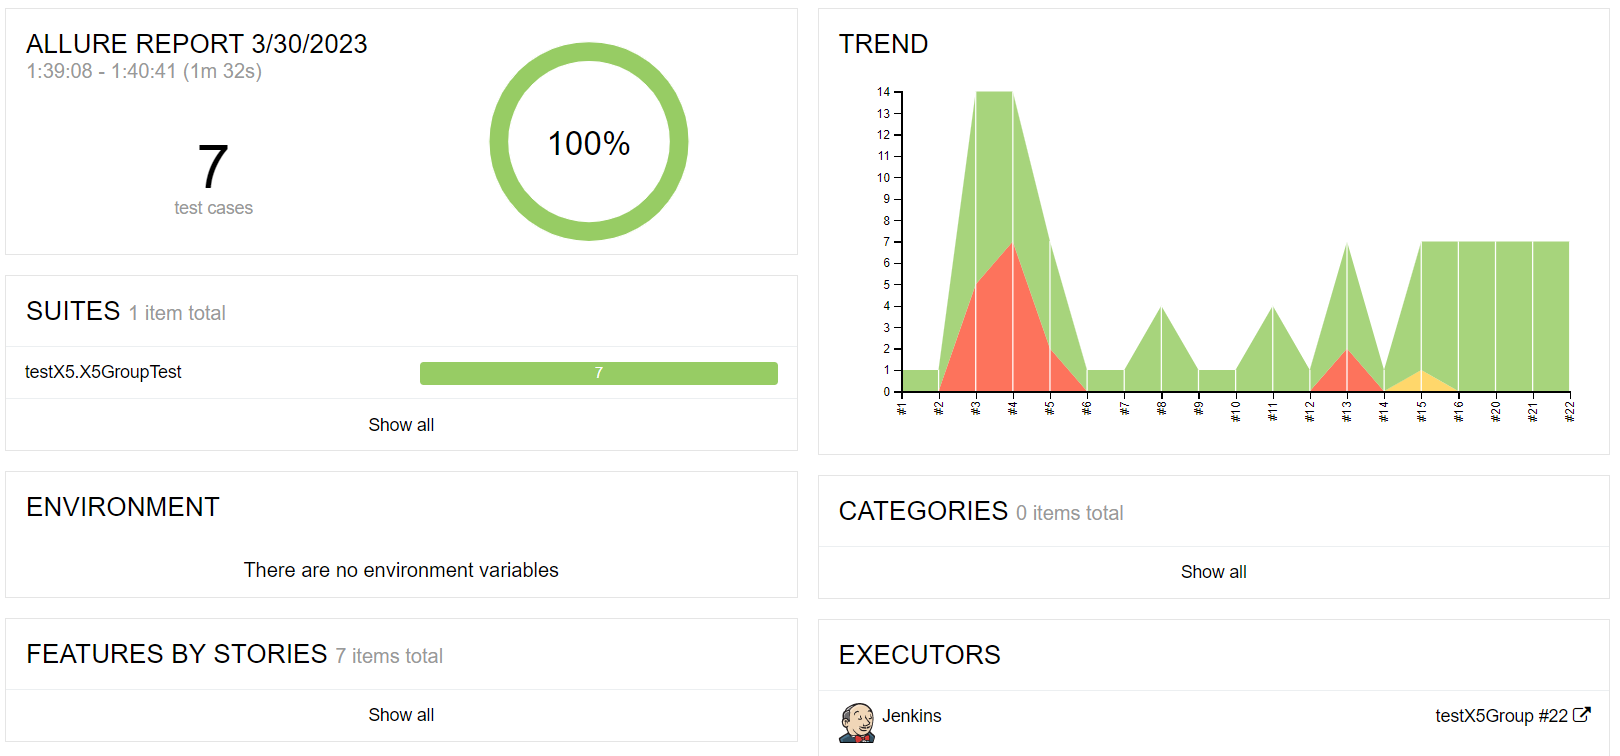 ALLURE REPORT 3/30/2023
1:39:08 - 1:40:41 (1m 32s)
7
test cases
100%
SUITES 1 item total
testX5.X5GroupTest
7
Show all
ENVIRONMENT
There are no environment variables
FEATURES BY STORIES 7 items total
Show all
TREND
14
13
12
11
10
9
8
7
6
5
4
3
2
1
0
#1
#2
#3
#4
#5
#6
#7
#8
#9
#10
#11
#12
#13
#14
#15
#16
#20
#21
#22
CATEGORIES 0 items total
Show all
EXECUTORS
Jenkins
testX5Group #22